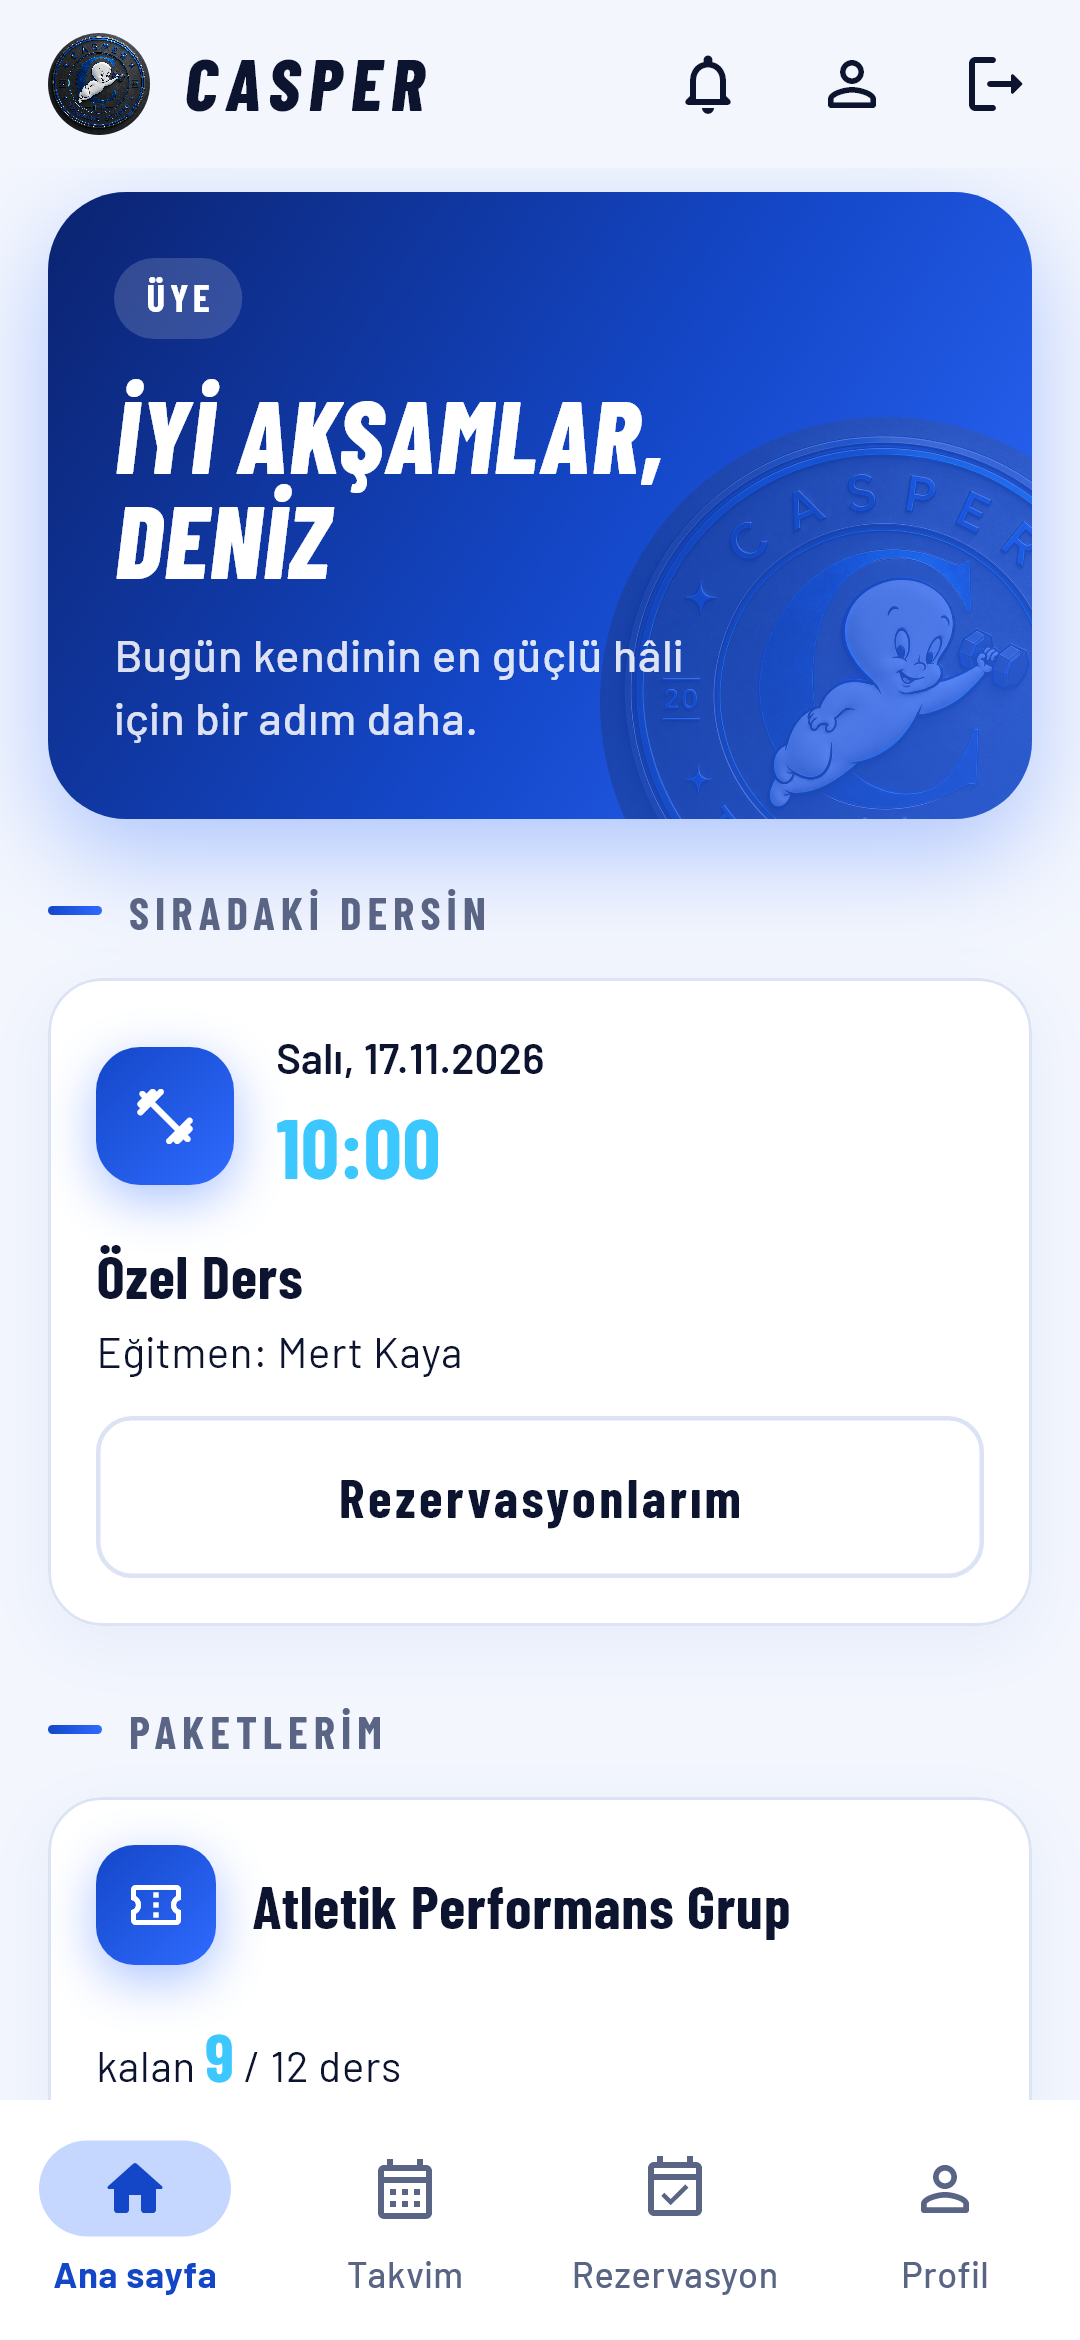 CASPER
ÜYE
İYİ AKŞAMLAR,
DENİZ
CASPER
Bugün kendinin en güçlü hâli
20
için bir adım daha.
SIRADAKİ DERSİN
Salı, 17.11.2026
10:00
Özel Ders
Eğitmen: Mert Kaya
Rezervasyonlarım
PAKETLERİM
Atletik Performans Grup
kalan 9 / 12 ders
Ana sayfa
Takvim
Rezervasyon
Profil